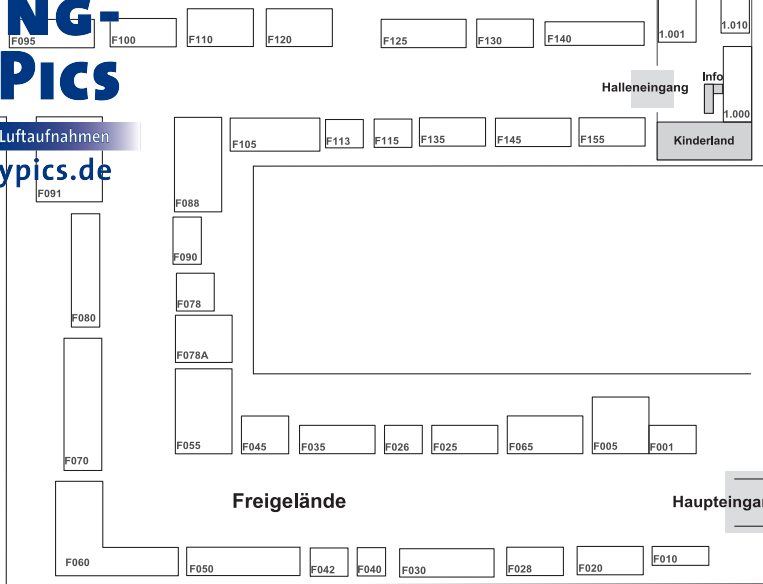 NG-
F095
F100
F110
F120
F125
F130
F140
1.001
1.010
Pics
Halleneingang
Info
1.000
Luftaufnahmen
ypics.de
F091
F088
F105
F113
F115
F135
F145
F155
Kinderland
F090
F078
F080
F078A
F055
F045
F035
F026
F025
F065
F005
F001
F070
Freigelände
Haupteingan
F060
F050
F042
F040
F030
F028
F020
F010